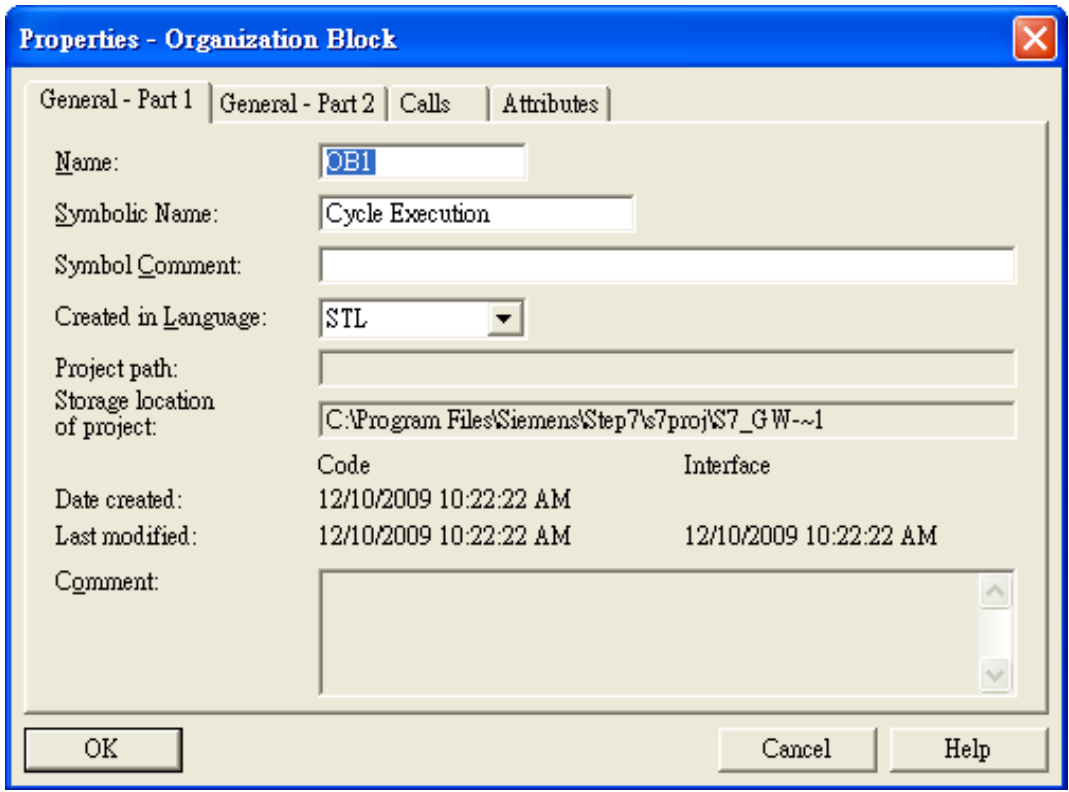 Properties - Organization Block
General - Part 1 General - Part 2 Calls Attributes
Name: OB1
Symbolic Name: Cycle Execution
Symbol Comment:
Created in Language: STL
Project path:
Storage location
of project: C:\Program Files\Siemens\Step7\s7proj\S7_GW-~1
Code Interface
Date created: 12/10/2009 10:22:22 AM
Last modified: 12/10/2009 10:22:22 AM 12/10/2009 10:22:22 AM
Comment:
OK Cancel Help